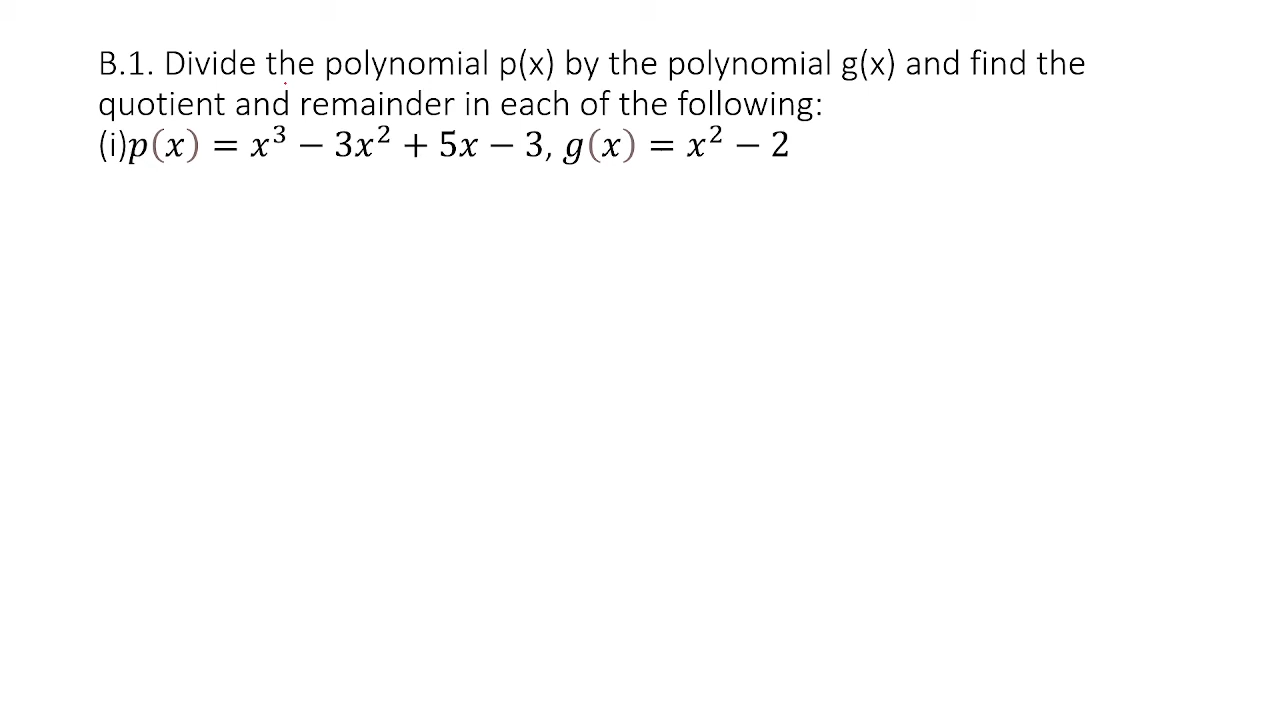 B.1. Divide the polynomial p(x) by the polynomial g(x) and find the
quotient and remainder in each of the following:
(i)p(x) = x³ − 3x² + 5x − 3, g(x) = x² − 2